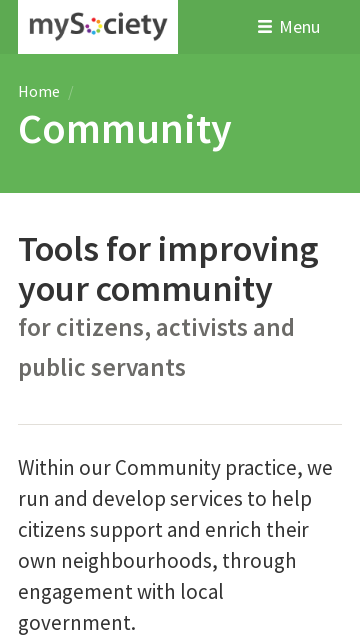 mySociety
Menu
Home /
Community
Tools for improving
your community
for citizens, activists and
public servants
Within our Community practice, we
run and develop services to help
citizens support and enrich their
own neighbourhoods, through
engagement with local
government.